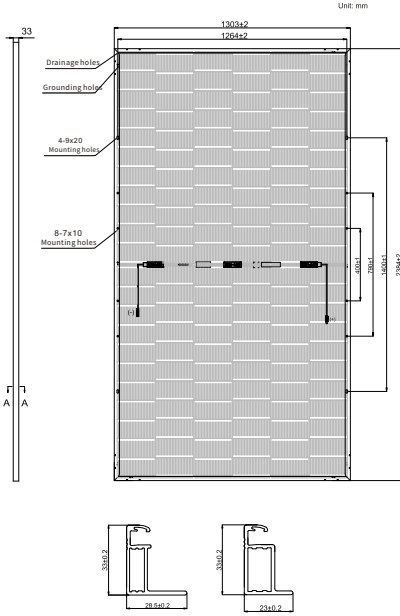 Unit: mm
1303±2
1264±2
33
Drainage holes
Grounding holes
4-9x20
Mounting holes
8-7x10
Mounting holes
400±1
790±1
1400±1
2384±2
(-)
(+)
A A
33±0.2
28.5±0.2
33±0.2
23±0.2